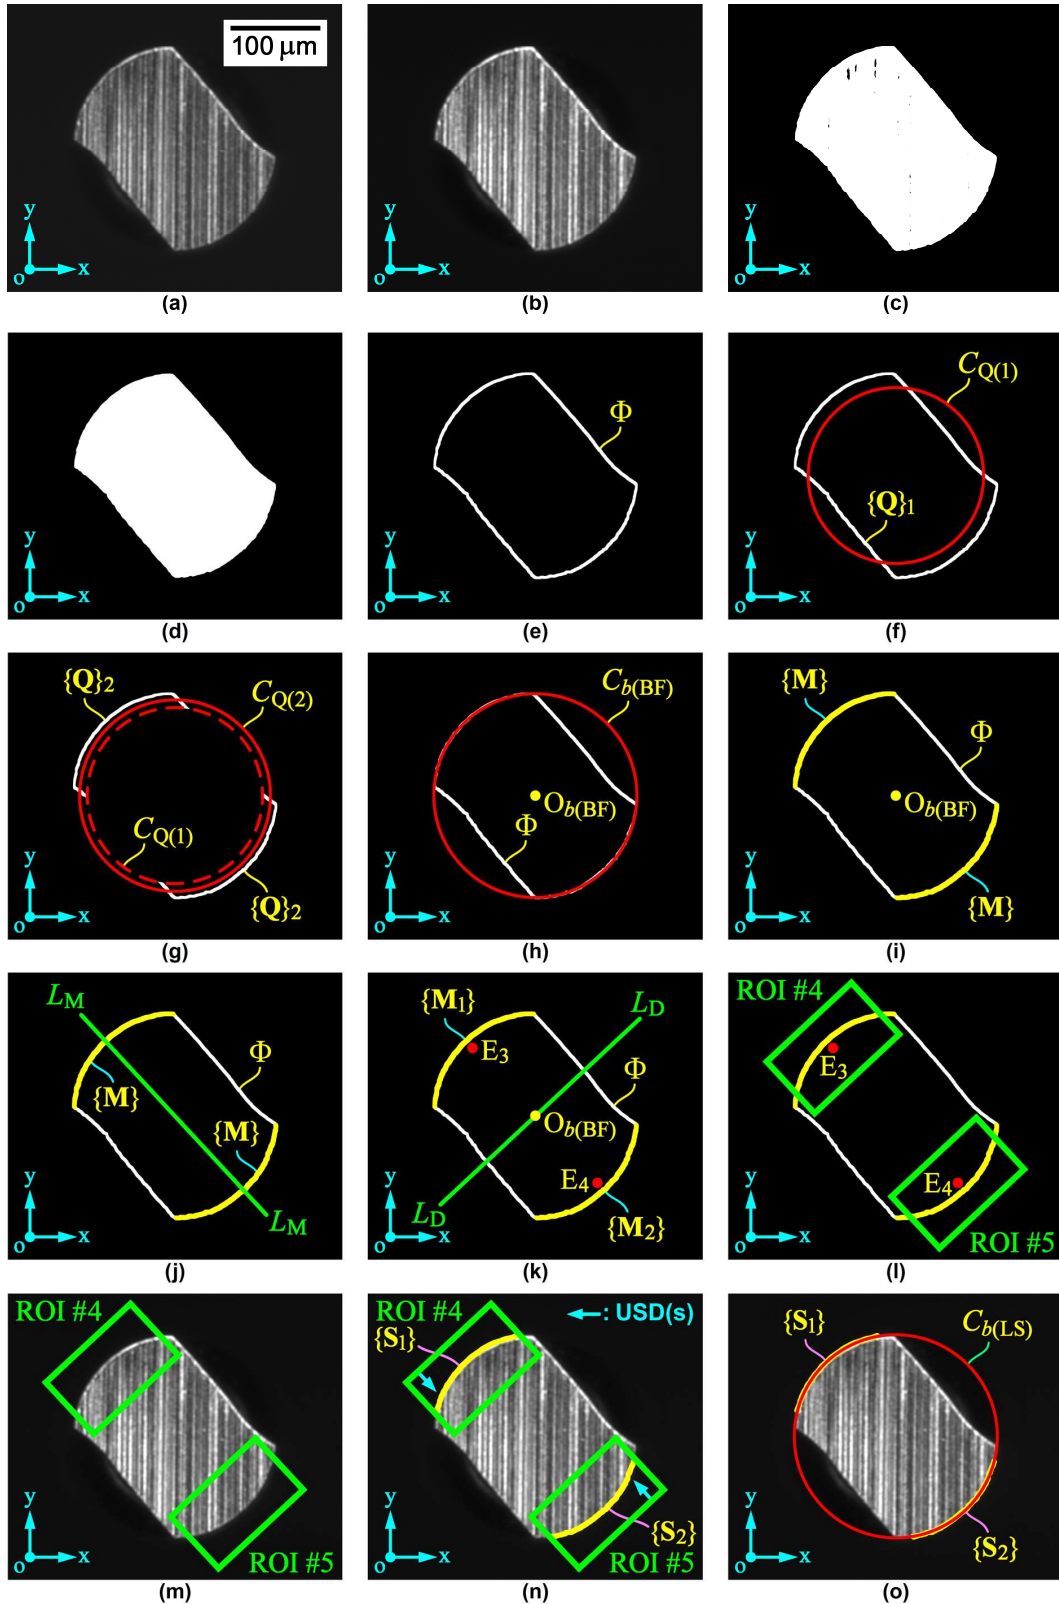 100 μm
y
o x
(a)
y
o x
(b)
y
o x
(c)
y
o x
(d)
Φ
y
o x
(e)
CQ(1)
{Q}1
y
o x
(f)
{Q}2
CQ(2)
CQ(1)
{Q}2
y
o x
(g)
Cb(BF)
Ob(BF)
Φ
y
o x
(h)
{M}
Φ
Ob(BF)
{M}
y
o x
(i)
LM
Φ
{M}
{M}
LM
y
o x
(j)
{M1}
LD
E3
Φ
Ob(BF)
E4
LD
{M2}
y
o x
(k)
ROI #4
E3
E4
ROI #5
y
o x
(l)
ROI #4
ROI #5
y
o x
(m)
ROI #4
: USD(s)
{S1}
{S2}
ROI #5
y
o x
(n)
{S1}
Cb(LS)
{S2}
y
o x
(o)